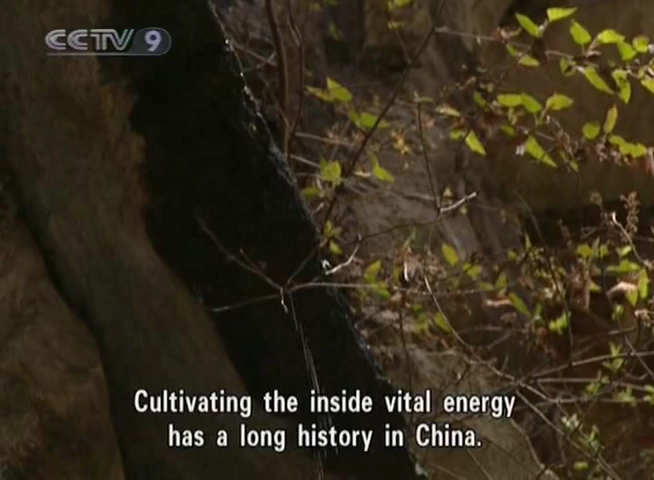 CCTV 9
Cultivating the inside vital energy
has a long history in China.